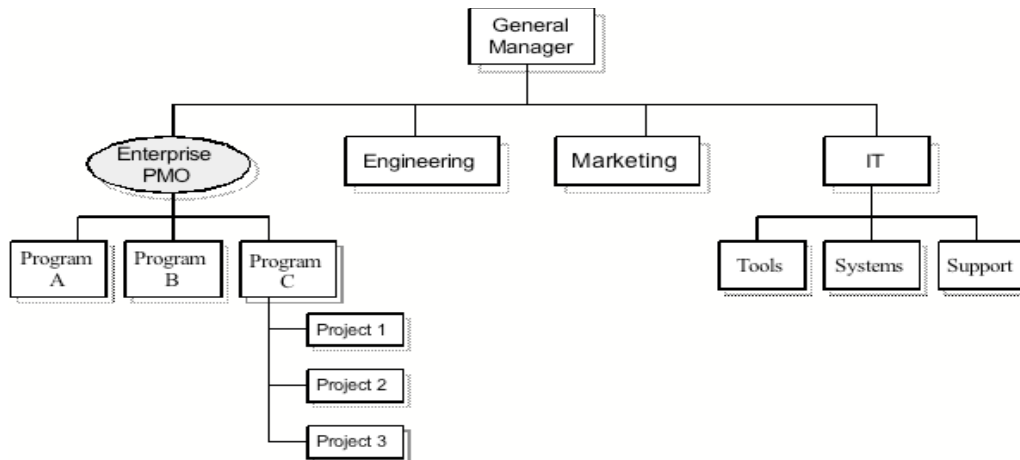 General
Manager
Enterprise
PMO
Engineering
Marketing
IT
Program
A
Program
B
Program
C
Tools
Systems
Support
Project 1
Project 2
Project 3